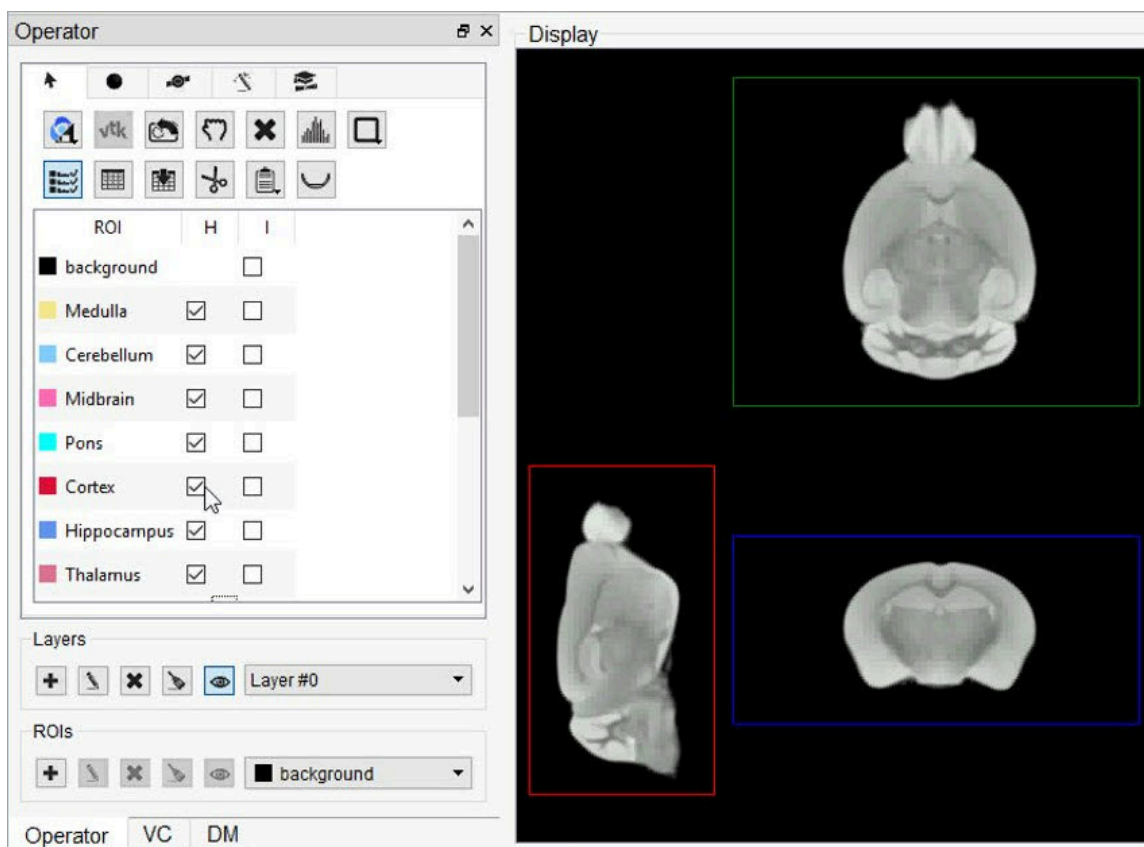 Operator
Display
vtk
ROI H I
background
Medulla
Cerebellum
Midbrain
Pons
Cortex
Hippocampus
Thalamus
Layers
Layer #0
ROIs
background
Operator VC DM